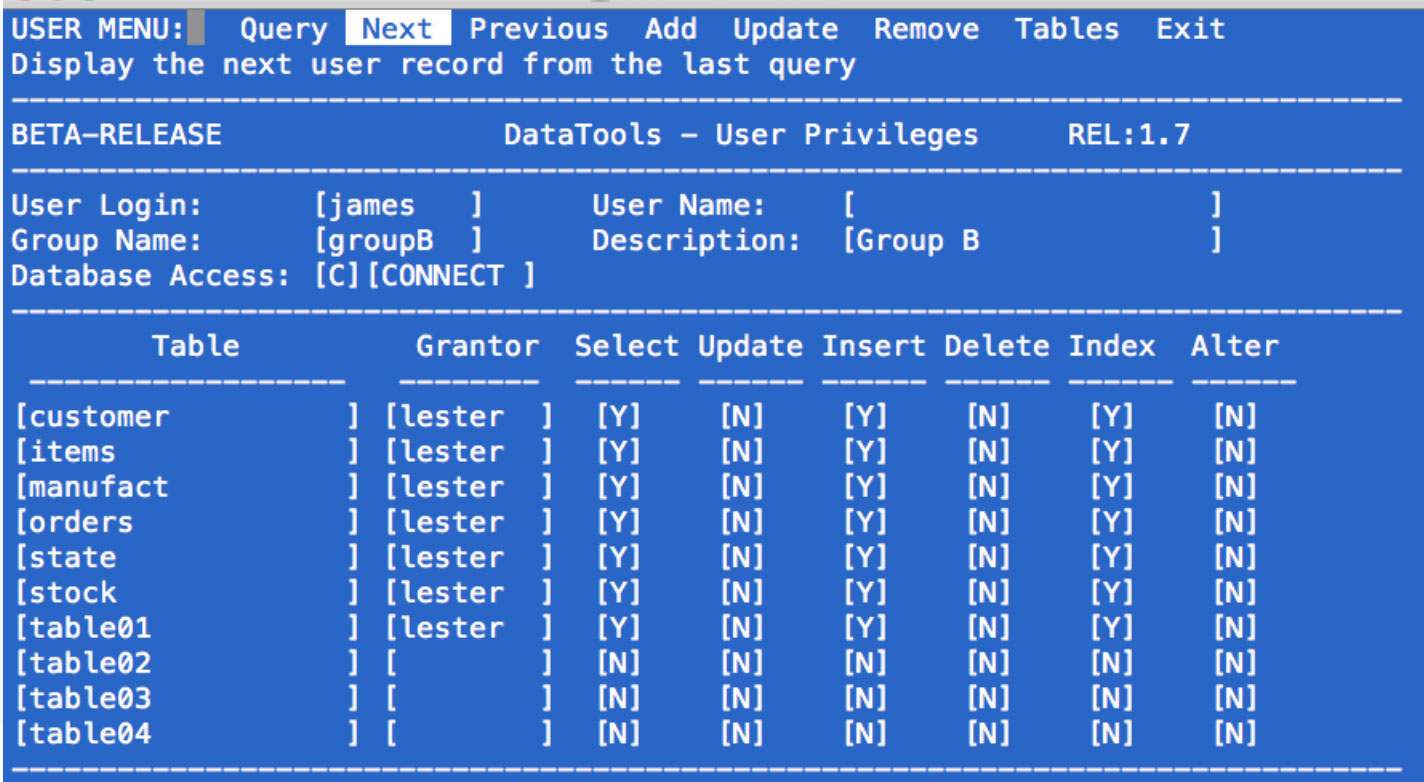 USER MENU: Query Next Previous Add Update Remove Tables Exit
Display the next user record from the last query
--------------------------------------------------------------------------------
BETA-RELEASE DataTools - User Privileges REL:1.7
--------------------------------------------------------------------------------
User Login: [james ] User Name: [ ]
Group Name: [groupB ] Description: [Group B ]
Database Access: [C][CONNECT ]
--------------------------------------------------------------------------------
Table Grantor Select Update Insert Delete Index Alter
------------------ -------- ------ ------ ------ ------ ------ ------
[customer ] [lester ] [Y] [N] [Y] [N] [Y] [N]
[items ] [lester ] [Y] [N] [Y] [N] [Y] [N]
[manufact ] [lester ] [Y] [N] [Y] [N] [Y] [N]
[orders ] [lester ] [Y] [N] [Y] [N] [Y] [N]
[state ] [lester ] [Y] [N] [Y] [N] [Y] [N]
[stock ] [lester ] [Y] [N] [Y] [N] [Y] [N]
[table01 ] [lester ] [Y] [N] [Y] [N] [Y] [N]
[table02 ] [ ] [N] [N] [N] [N] [N] [N]
[table03 ] [ ] [N] [N] [N] [N] [N] [N]
[table04 ] [ ] [N] [N] [N] [N] [N] [N]
--------------------------------------------------------------------------------